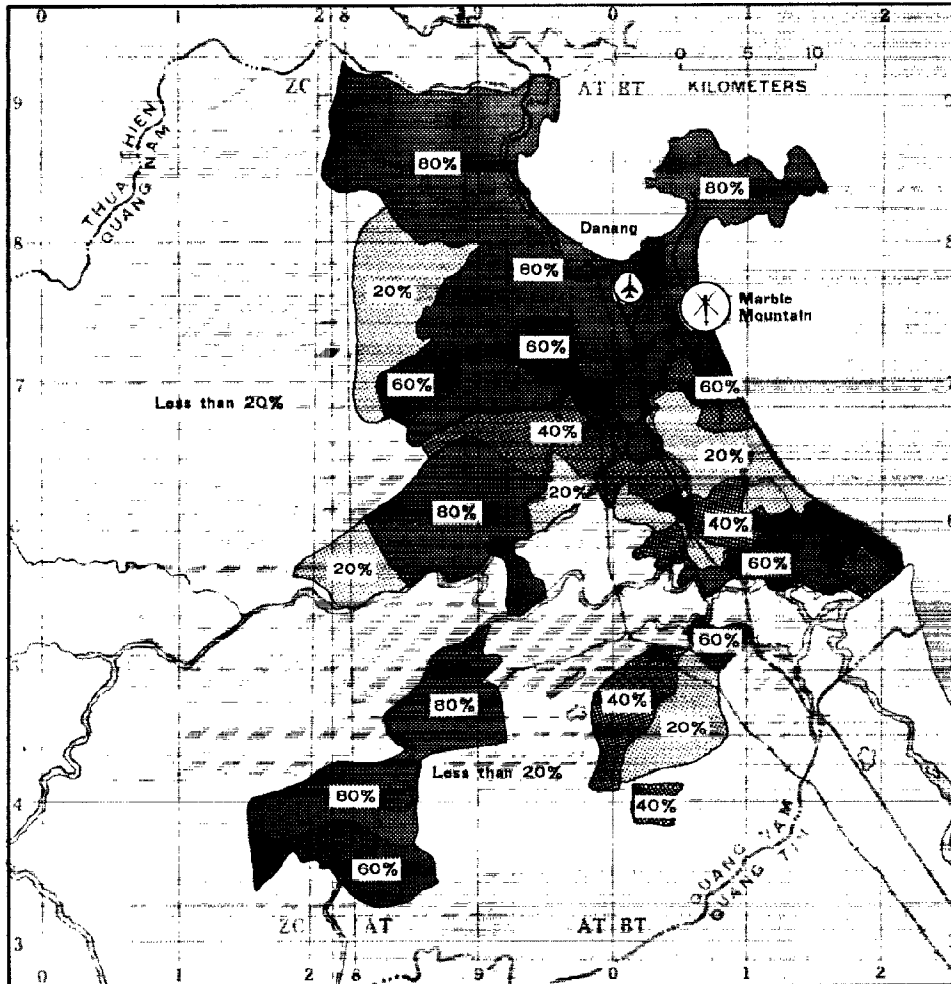 0 1 2 8 0 1 2
0 10
ZC AT BT KILOMETERS
9
THUA THIEN
QUANG NAM
80%
80%
Danang
8
80%
20%
Marble
Mountain
60%
7 60% 60% 7
Less than 20%
40%
20%
20%
80% 40%
60%
20%
5
60%
80% 40%
20%
Less than 20%
80%
4 40%
QUANG NAM
QUANG TIN
60%
ZC AT AT BT
3
0 1 2 8 9 0 1 2